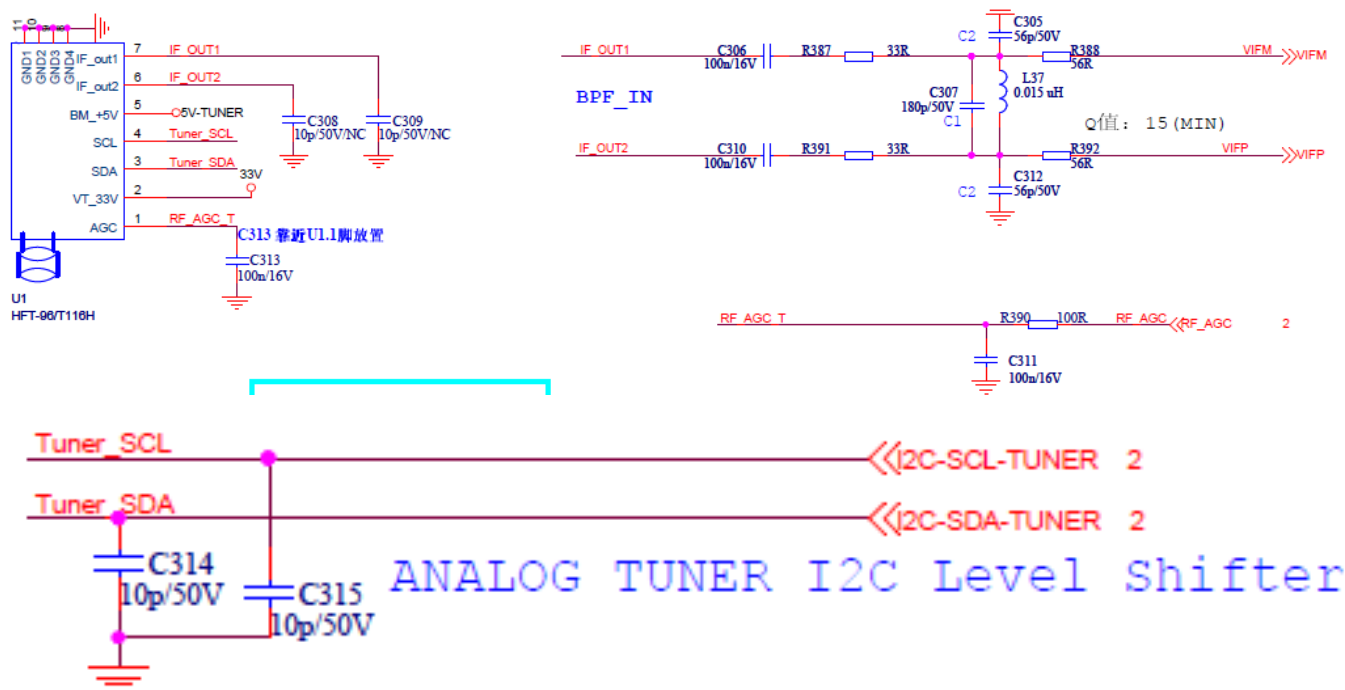 11
10
9
8
GND1
GND2
GND3
GND4
IF_out1
7
IF_OUT1
IF_out2
6
IF_OUT2
BM_+5V
5
5V-TUNER
SCL
4
Tuner_SCL
SDA
3
Tuner_SDA
VT_33V
2
33V
AGC
1
RF_AGC_T
C308
10p/50V/NC
C309
10p/50V/NC
C313 靠近U1.1脚放置
C313
100n/16V
U1
HFT-96/T116H
IF_OUT1
C306
100n/16V
R387
33R
C2
C305
56p/50V
R388
56R
VIFM
VIFM
BPF_IN
C307
180p/50V
C1
L37
0.015 uH
Q值: 15(MIN)
IF_OUT2
C310
100n/16V
R391
33R
R392
56R
VIFP
VIFP
C2
C312
56p/50V
RF_AGC_T
R390
100R
RF_AGC
RF_AGC
2
C311
100n/16V
Tuner_SCL
I2C-SCL-TUNER 2
Tuner_SDA
I2C-SDA-TUNER 2
C314
10p/50V
C315
10p/50V
ANALOG TUNER I2C Level Shifter